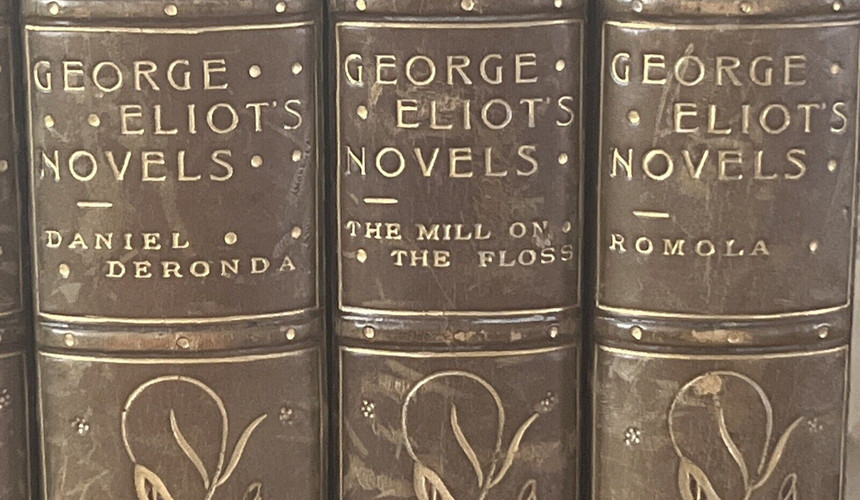 GEORGE
ELIOT'S
NOVELS
DANIEL
DERONDA
GEORGE
ELIOT'S
NOVELS
THE MILL ON
THE FLOSS
GEORGE
ELIOT'S
NOVELS
ROMOLA